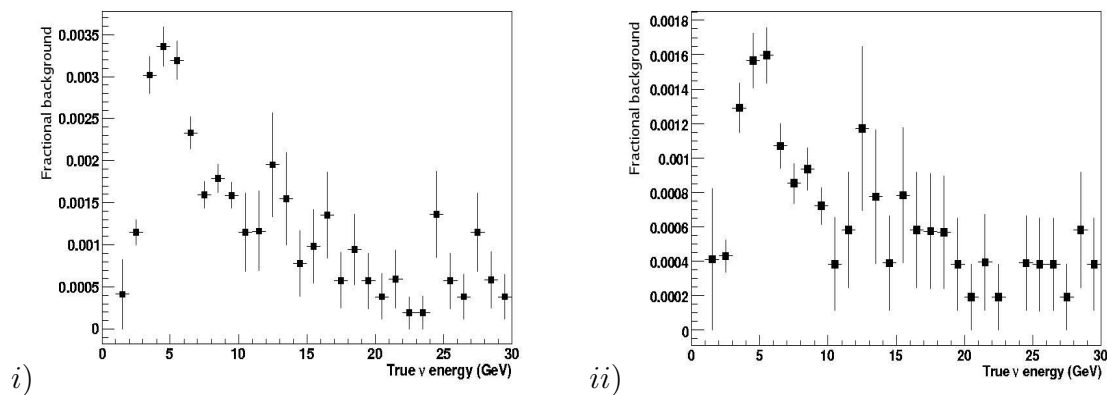 Fractional background
0.0035
0.003
0.0025
0.002
0.0015
0.001
0.0005
0
0 5 10 15 20 25 30
True ν energy (GeV)
i)
Fractional background
0.0018
0.0016
0.0014
0.0012
0.001
0.0008
0.0006
0.0004
0.0002
0
0 5 10 15 20 25 30
True ν energy (GeV)
ii)